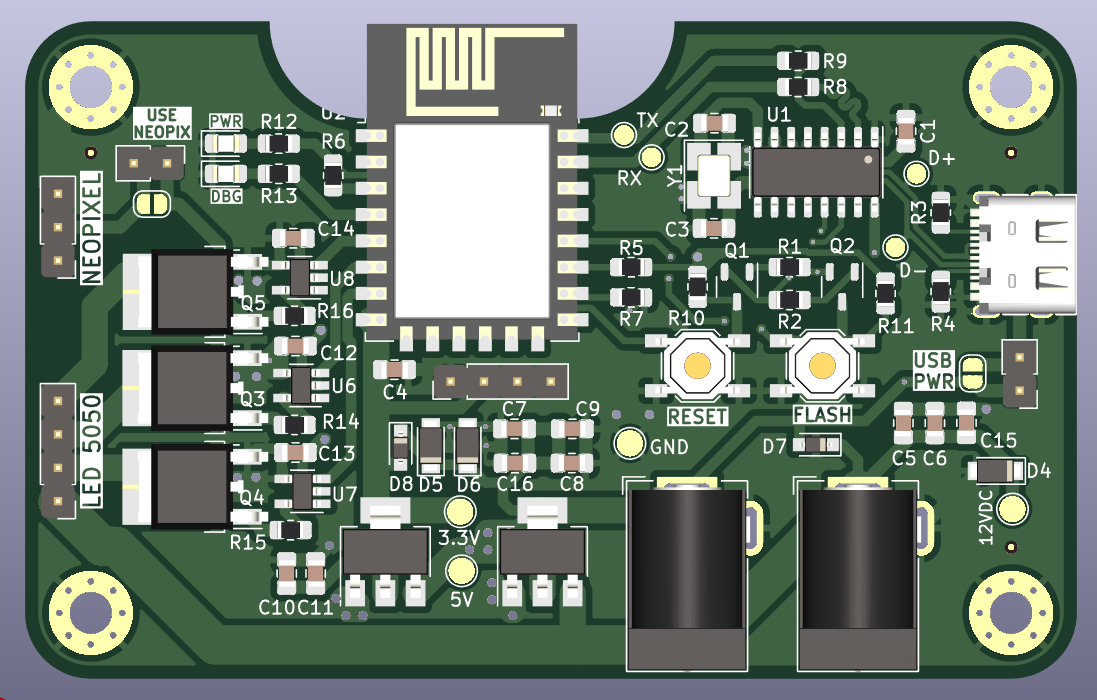 R9
R8
U2
USE
NEOPIX
PWR
R12
R6
TX
C2
U1
C1
RX
Y1
D+
DBG
R13
NEOPIXEL
C14
C3
R3
R5
Q1
R1
Q2
D-
U8
Q5
R16
R7
R10
R2
R11
R4
C12
U6
C4
USB
PWR
Q3
R14
C7
C9
RESET
FLASH
LED 5050
C13
GND
D7
C5
C6
C15
D8
D5
D6
C16
C8
D4
Q4
U7
12VDC
R15
3.3V
C10
C11
5V